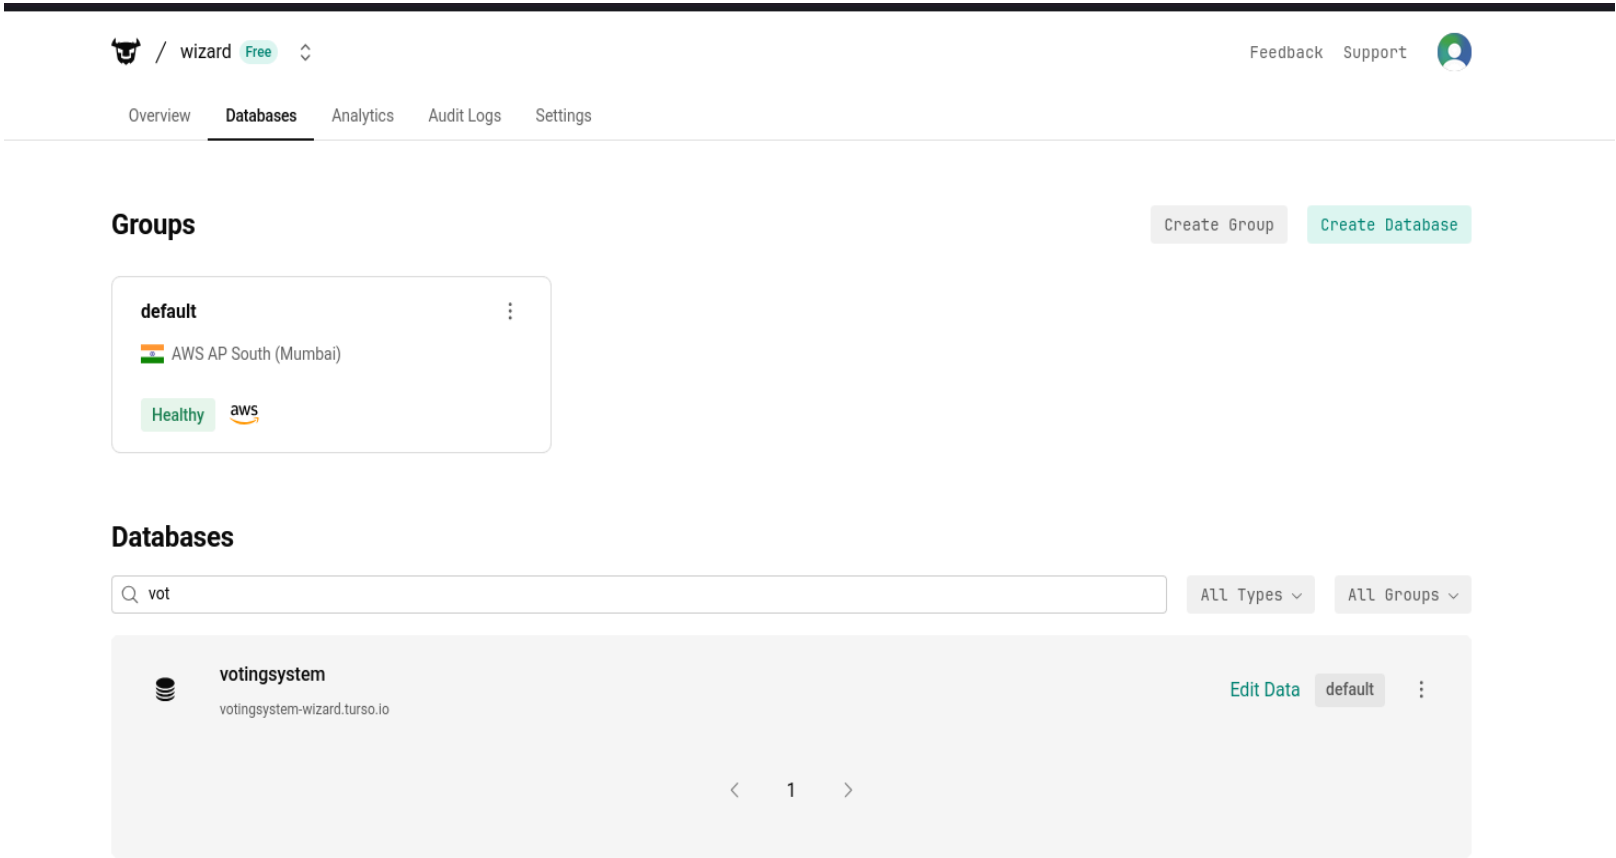 / wizard Free
Feedback Support
Overview Databases Analytics Audit Logs Settings
Groups
Create Group Create Database
default
AWS AP South (Mumbai)
Healthy aws
Databases
vot
All Types All Groups
votingsystem
votingsystem-wizard.turso.io
Edit Data default
1